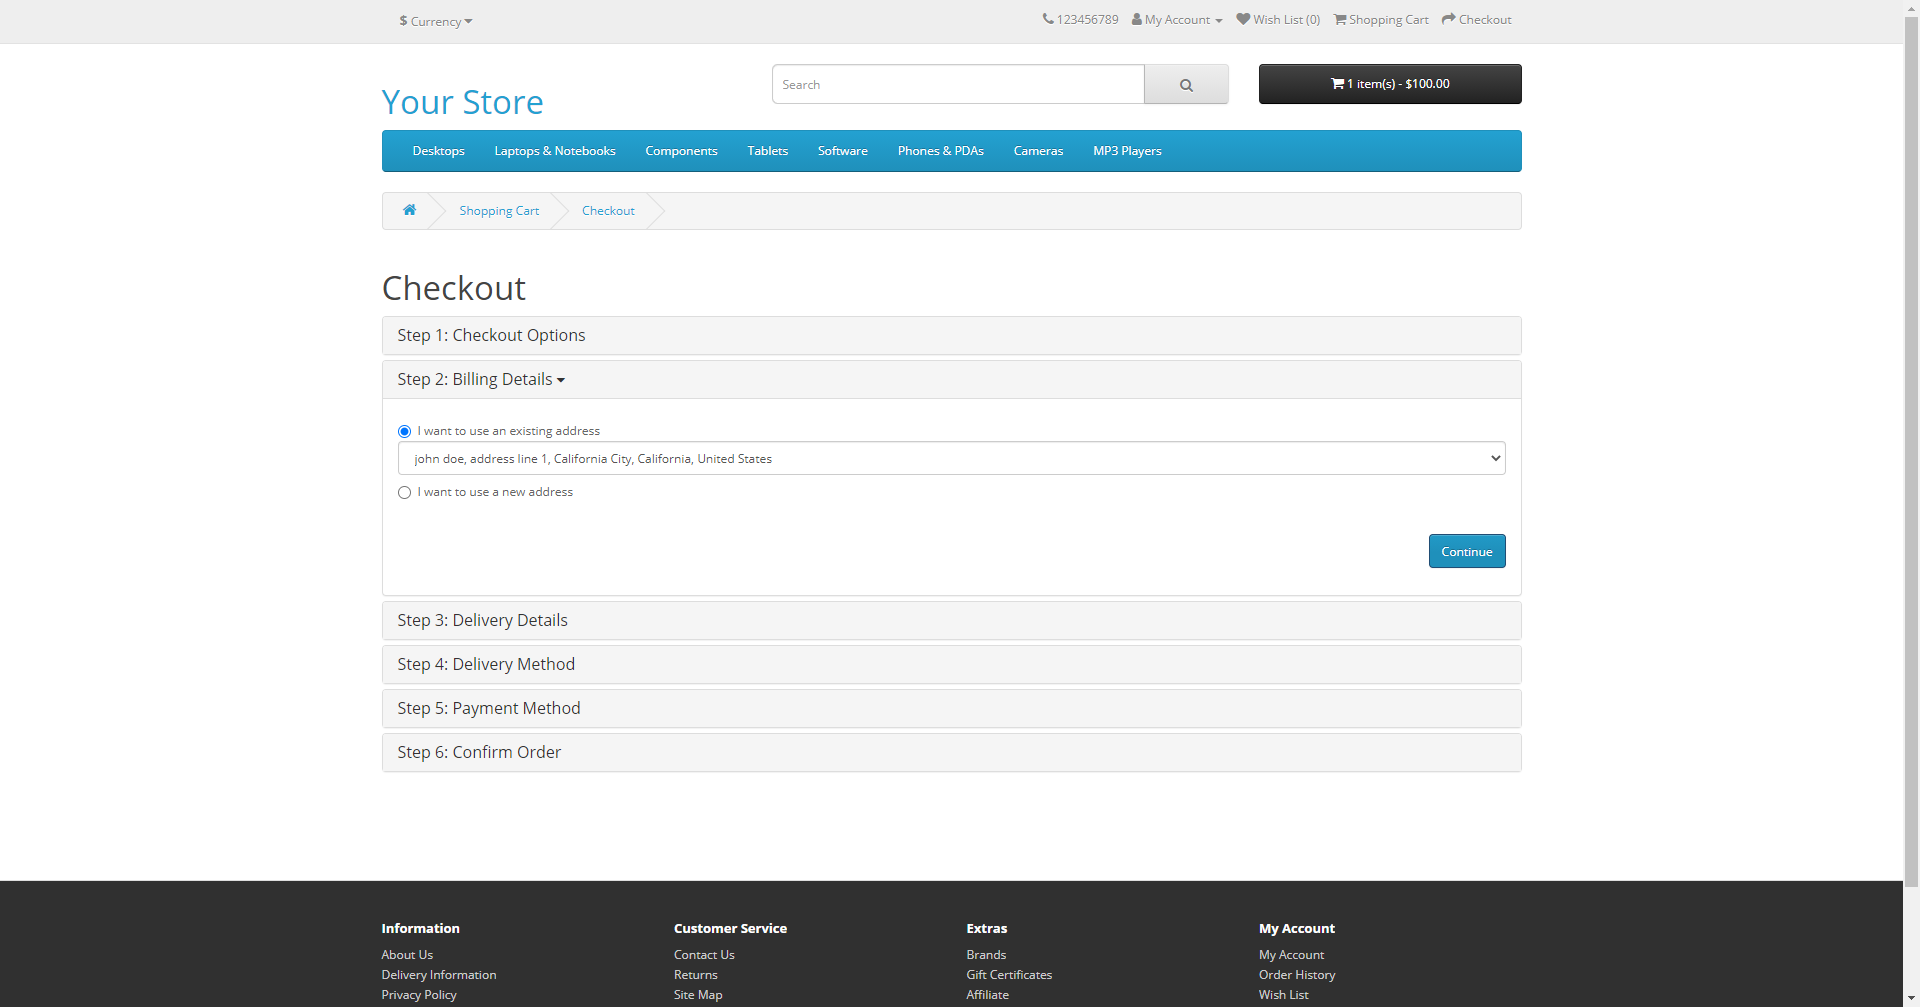 $ Currency
123456789 My Account Wish List (0) Shopping Cart Checkout
Your Store
Search
1 item(s) - $100.00
Desktops Laptops & Notebooks Components Tablets Software Phones & PDAs Cameras MP3 Players
Shopping Cart Checkout
Checkout
Step 1: Checkout Options
Step 2: Billing Details
I want to use an existing address
john doe, address line 1, California City, California, United States
I want to use a new address
Continue
Step 3: Delivery Details
Step 4: Delivery Method
Step 5: Payment Method
Step 6: Confirm Order
Information
About Us
Delivery Information
Privacy Policy
Customer Service
Contact Us
Returns
Site Map
Extras
Brands
Gift Certificates
Affiliate
My Account
My Account
Order History
Wish List